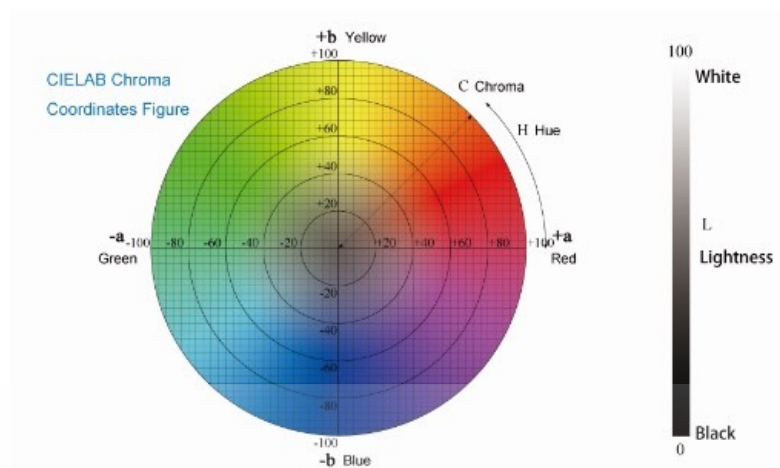 CIELAB Chroma
Coordinates Figure
+b Yellow
+100
+80
+60
+40
+20
C Chroma
H Hue
-a -100 -80 -60 -40 -20 +20 +40 +60 +80 +100 +a
Green
Red
-20
-40
-60
-80
-100
-b Blue
100
White
L
Lightness
Black
0